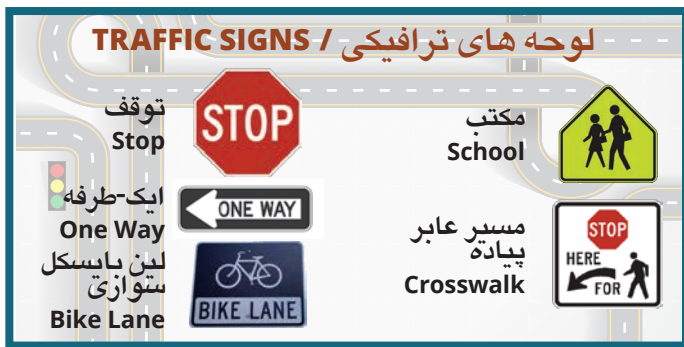 لوحه های ترافیکی / TRAFFIC SIGNS
مکتب
School
توقف
Stop
STOP
ایک-طرفه
One Way
ONE WAY
مسیر عابر
پیاده
Crosswalk
STOP
HERE
FOR
لین بایسکل
سواری
Bike Lane
BIKE LANE